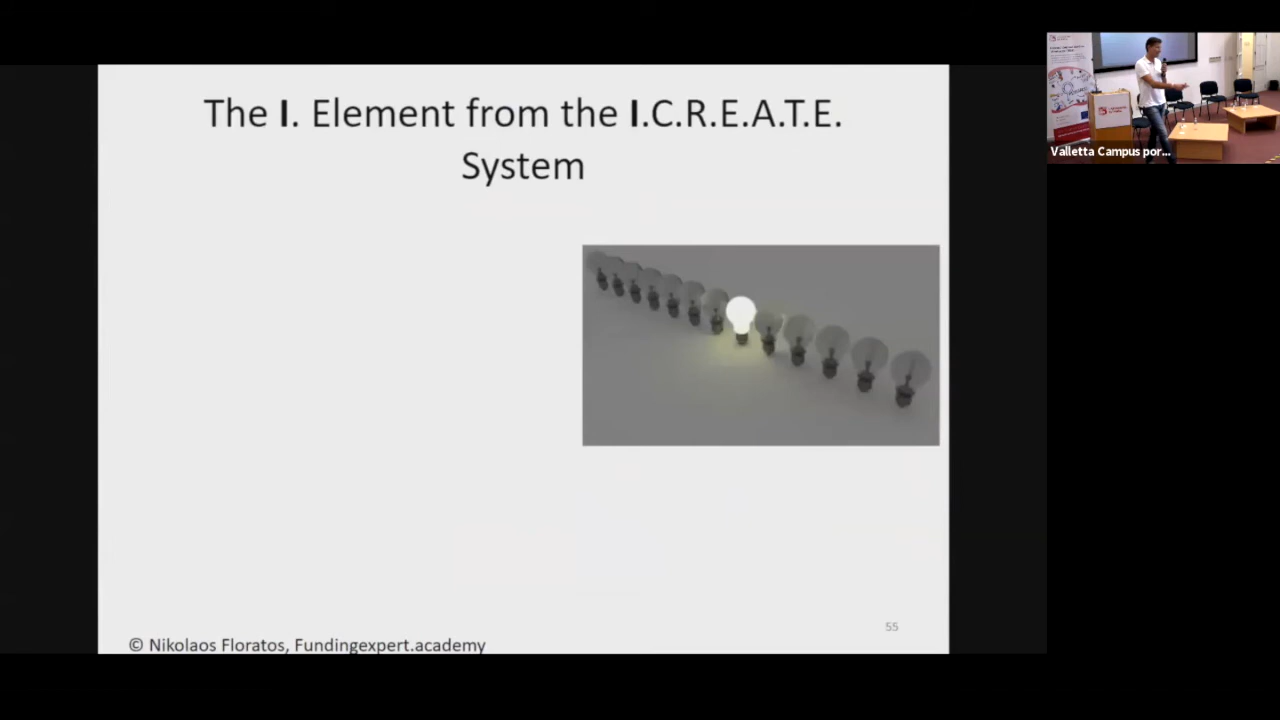 The I. Element from the I.C.R.E.A.T.E.
System
55
© Nikolaos Floratos, Fundingexpert.academy
Valletta Campus por...